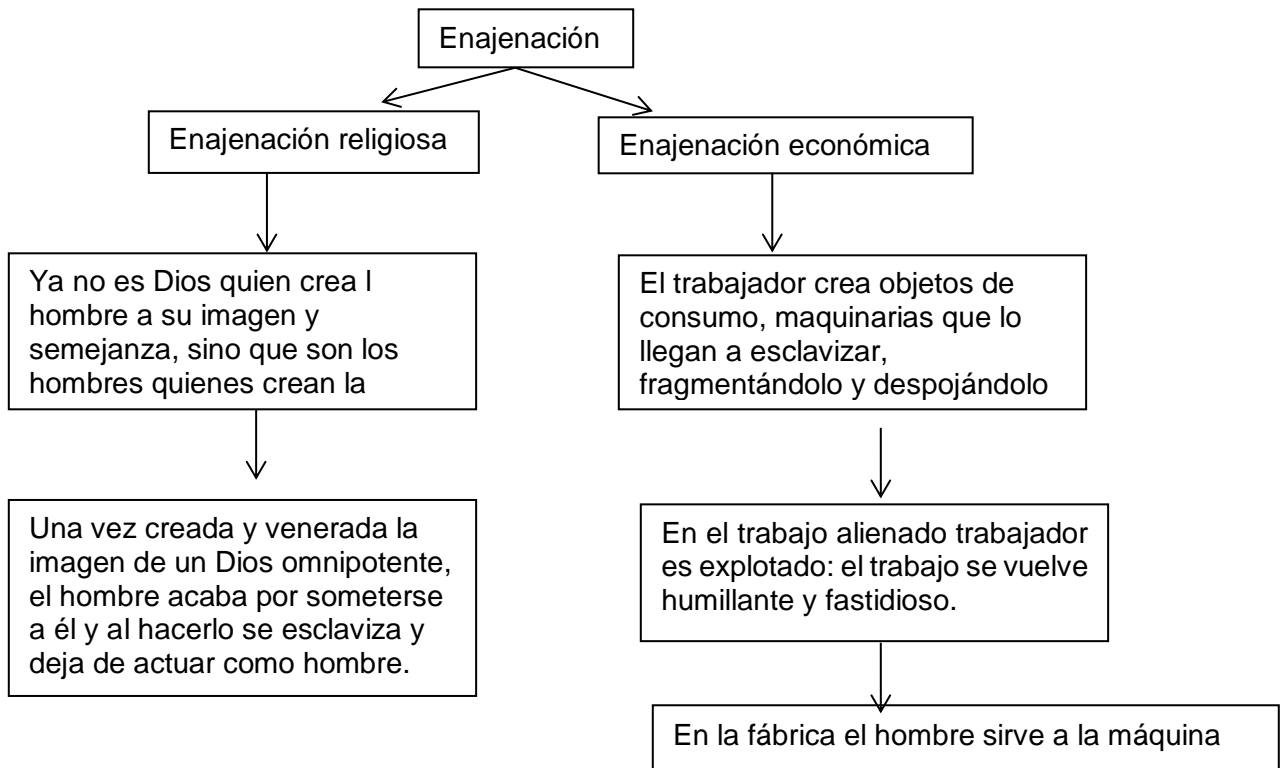 Enajenación
Enajenación religiosa
Enajenación económica
Ya no es Dios quien crea l
hombre a su imagen y
semejanza, sino que son los
hombres quienes crean la
El trabajador crea objetos de
consumo, maquinarias que lo
llegan a esclavizar,
fragmentándolo y despojándolo
Una vez creada y venerada la
imagen de un Dios omnipotente,
el hombre acaba por someterse
a él y al hacerlo se esclaviza y
deja de actuar como hombre.
En el trabajo alienado trabajador
es explotado: el trabajo se vuelve
humillante y fastidioso.
En la fábrica el hombre sirve a la máquina